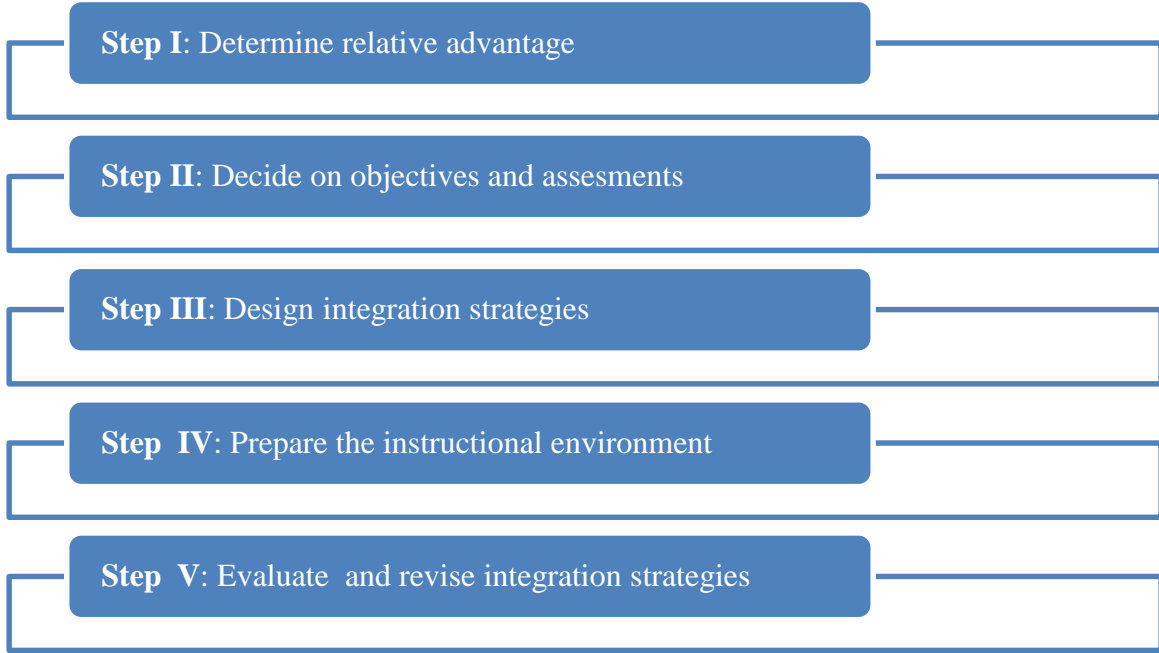 Step I: Determine relative advantage
Step II: Decide on objectives and assesments
Step III: Design integration strategies
Step  IV: Prepare the instructional environment
Step  V: Evaluate  and revise integration strategies